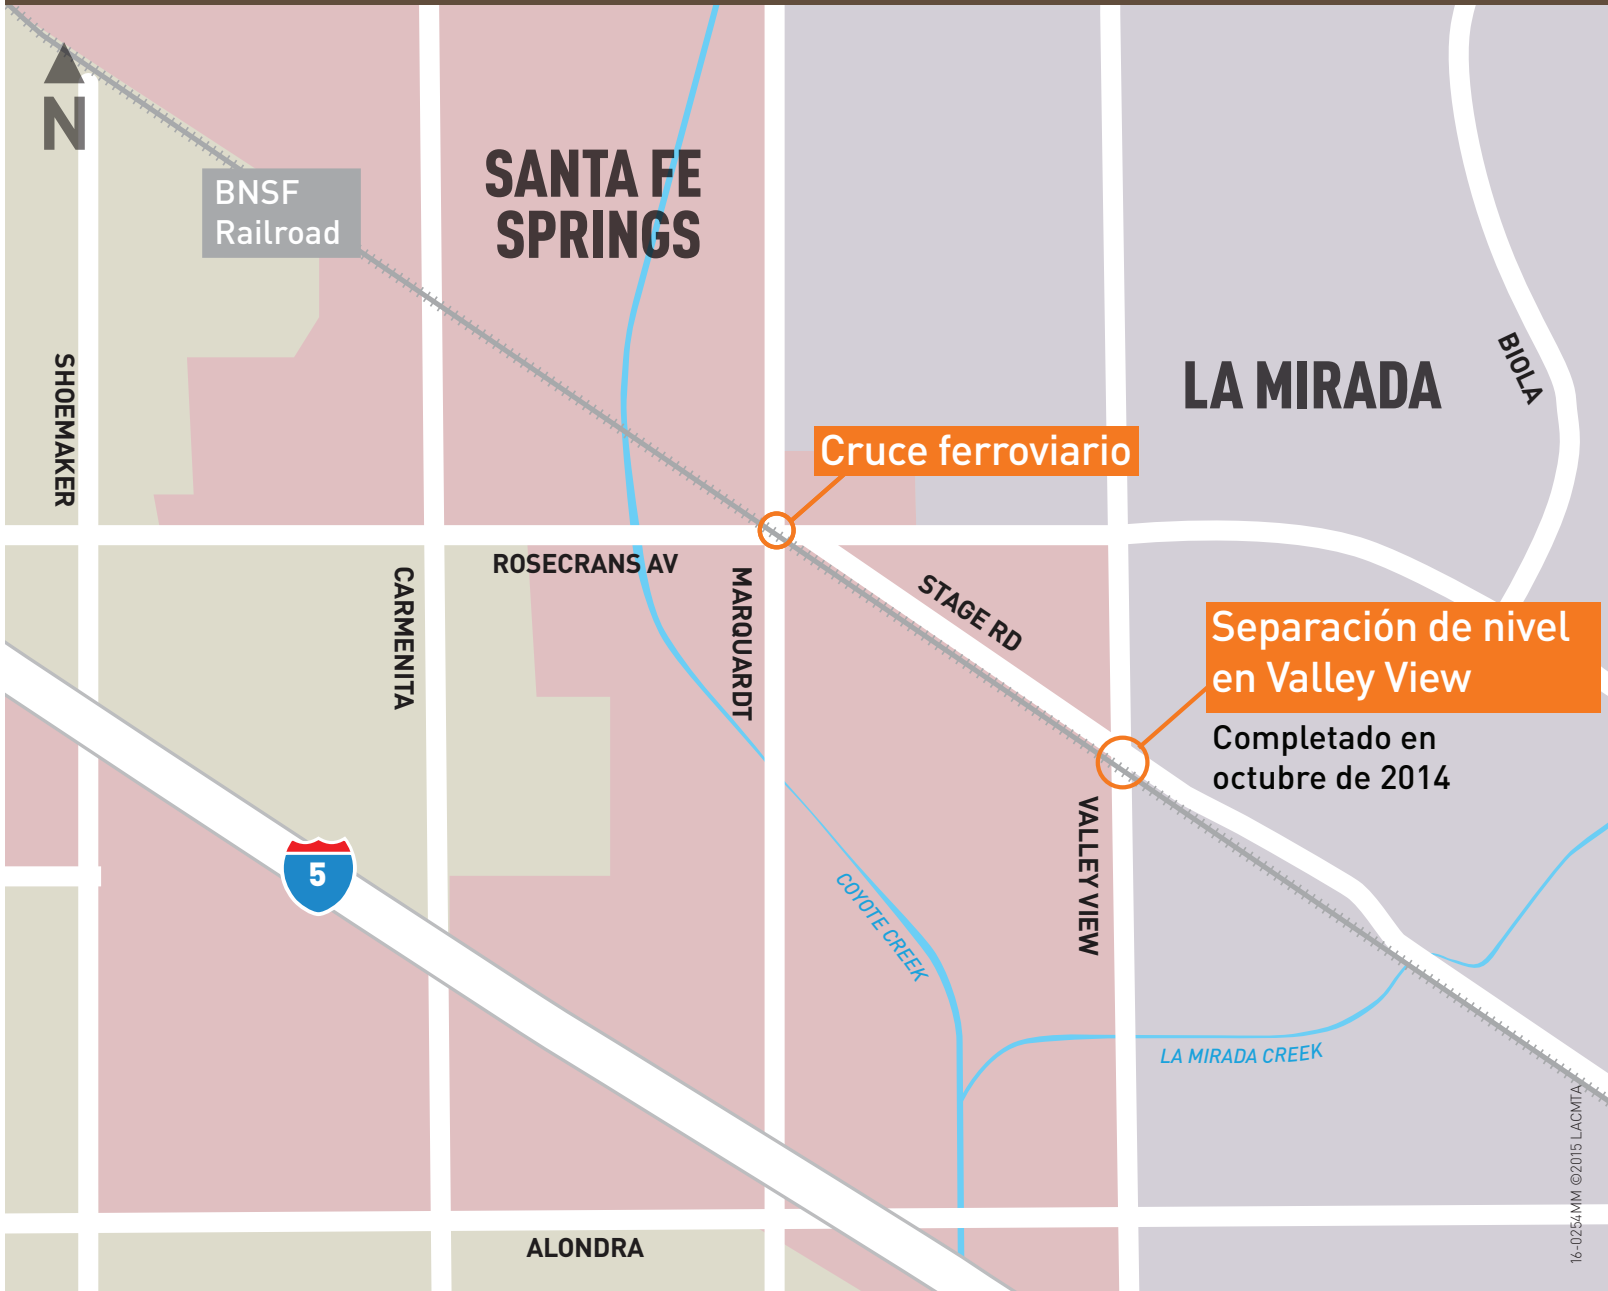 N
BNSF
Railroad
SANTA FE
SPRINGS
LA MIRADA
BIOLA
SHOEMAKER
Cruce ferroviario
ROSECRANS AV
CARMENITA
MARQUARDT
STAGE RD
Separación de nivel
en Valley View
Completado en
octubre de 2014
VALLEY VIEW
5
COYOTE CREEK
LA MIRADA CREEK
ALONDRA
16-0254MM ©2015 LACMTA